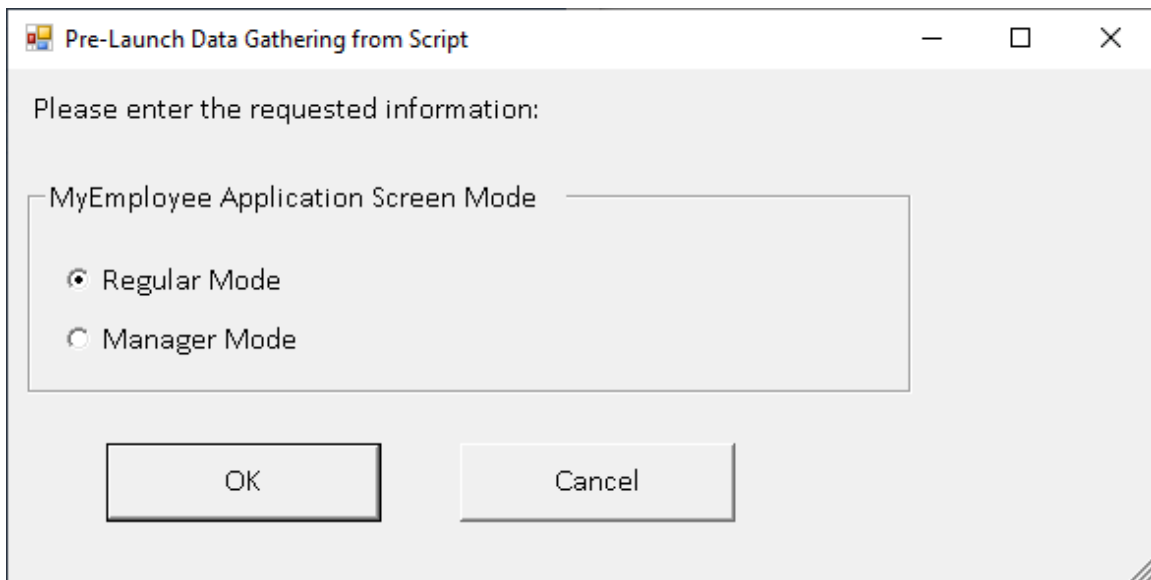 Pre-Launch Data Gathering from Script
Please enter the requested information:
MyEmployee Application Screen Mode
Regular Mode
Manager Mode
OK
Cancel